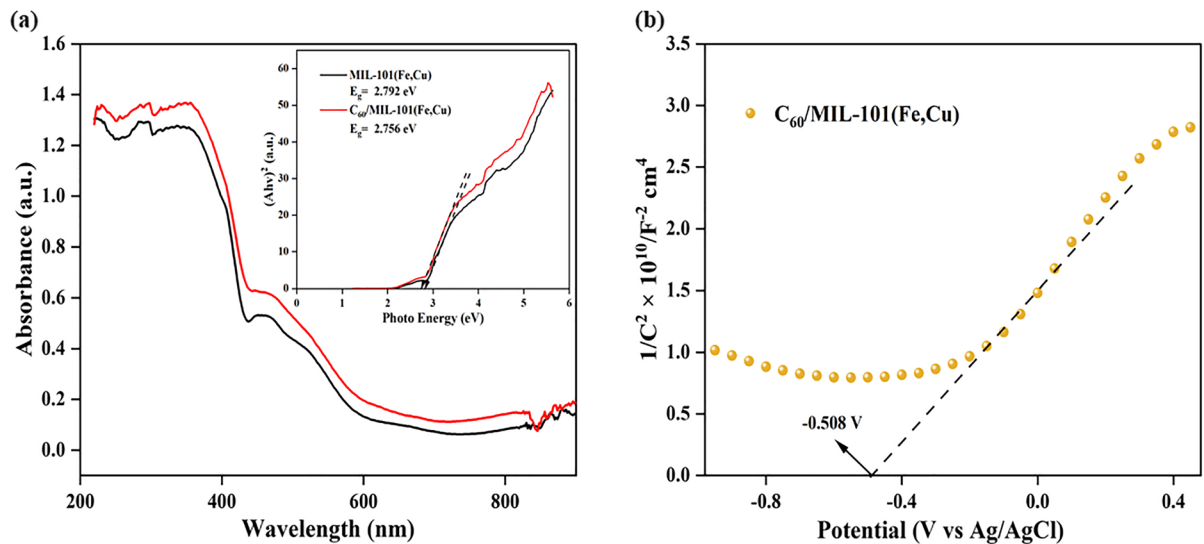 (a)
1.6
1.4
1.2
1.0
0.8
0.6
0.4
0.2
0.0
Absorbance (a.u.)
200
400
600
800
Wavelength (nm)
60
50
40
30
20
10
0
(Ahν)² (a.u.)
MIL-101(Fe,Cu)
E_g= 2.792 eV
C₆₀/MIL-101(Fe,Cu)
E_g= 2.756 eV
0
1
2
3
4
5
6
Photo Energy (eV)
(b)
3.5
3.0
2.5
2.0
1.5
1.0
0.5
0.0
1/C² × 10¹⁰/F⁻² cm⁴
C₆₀/MIL-101(Fe,Cu)
-0.508 V
-0.8
-0.4
0.0
0.4
Potential (V vs Ag/AgCl)